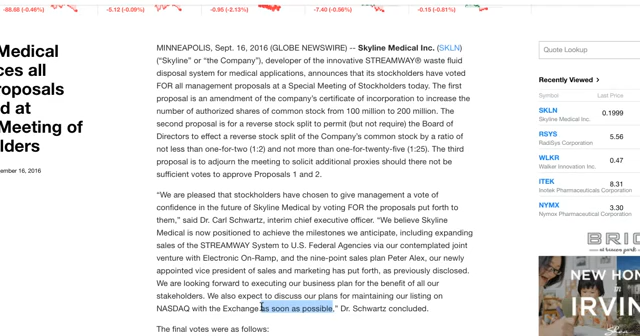 -88.68 (-0.46%)
-5.12 (-0.09%)
-0.95 (-2.13%)
-7.40 (-0.56%)
-0.15 (-0.81%)
Medical
ces all
roposals
d at
Meeting of
lders
ember 16, 2016
MINNEAPOLIS, Sept. 16, 2016 (GLOBE NEWSWIRE) -- Skyline Medical Inc. (SKLN)
("Skyline" or "the Company"), developer of the innovative STREAMWAY® waste fluid
disposal system for medical applications, announces that its stockholders have voted
FOR all management proposals at a Special Meeting of Stockholders today. The first
proposal is an amendment of the company's certificate of incorporation to increase the
number of authorized shares of common stock from 100 million to 200 million. The
second proposal is for a reverse stock split to permit (but not require) the Board of
Directors to effect a reverse stock split of the Company's common stock by a ratio of
not less than one-for-two (1:2) and not more than one-for-twenty-five (1:25). The third
proposal is to adjourn the meeting to solicit additional proxies should there not be
sufficient votes to approve Proposals 1 and 2.
"We are pleased that stockholders have chosen to give management a vote of
confidence in the future of Skyline Medical by voting FOR the proposals put forth to
them," said Dr. Carl Schwartz, interim chief executive officer. "We believe Skyline
Medical is now positioned to achieve the milestones we anticipate, including expanding
sales of the STREAMWAY System to U.S. Federal Agencies via our contemplated joint
venture with Electronic On-Ramp, and the nine-point sales plan Peter Alex, our newly
appointed vice president of sales and marketing has put forth, as previously disclosed.
We are looking forward to executing our business plan for the benefit of all our
stakeholders. We also expect to discuss our plans for maintaining our listing on
NASDAQ with the Exchange as soon as possible," Dr. Schwartz concluded.
The final votes were as follows:
Quote Lookup
Recently Viewed >
Symbol Last Price
SKLN 0.1999
Skyline Medical Inc.
RSYS 5.56
RadiSys Corporation
WLKR 0.47
Walker Innovation Inc.
ITEK 8.31
Inotek Pharmaceuticals Corporation
NYMX 3.30
Nymox Pharmaceutical Corporation
BRIO
NEW HOM
IN
IRVIN